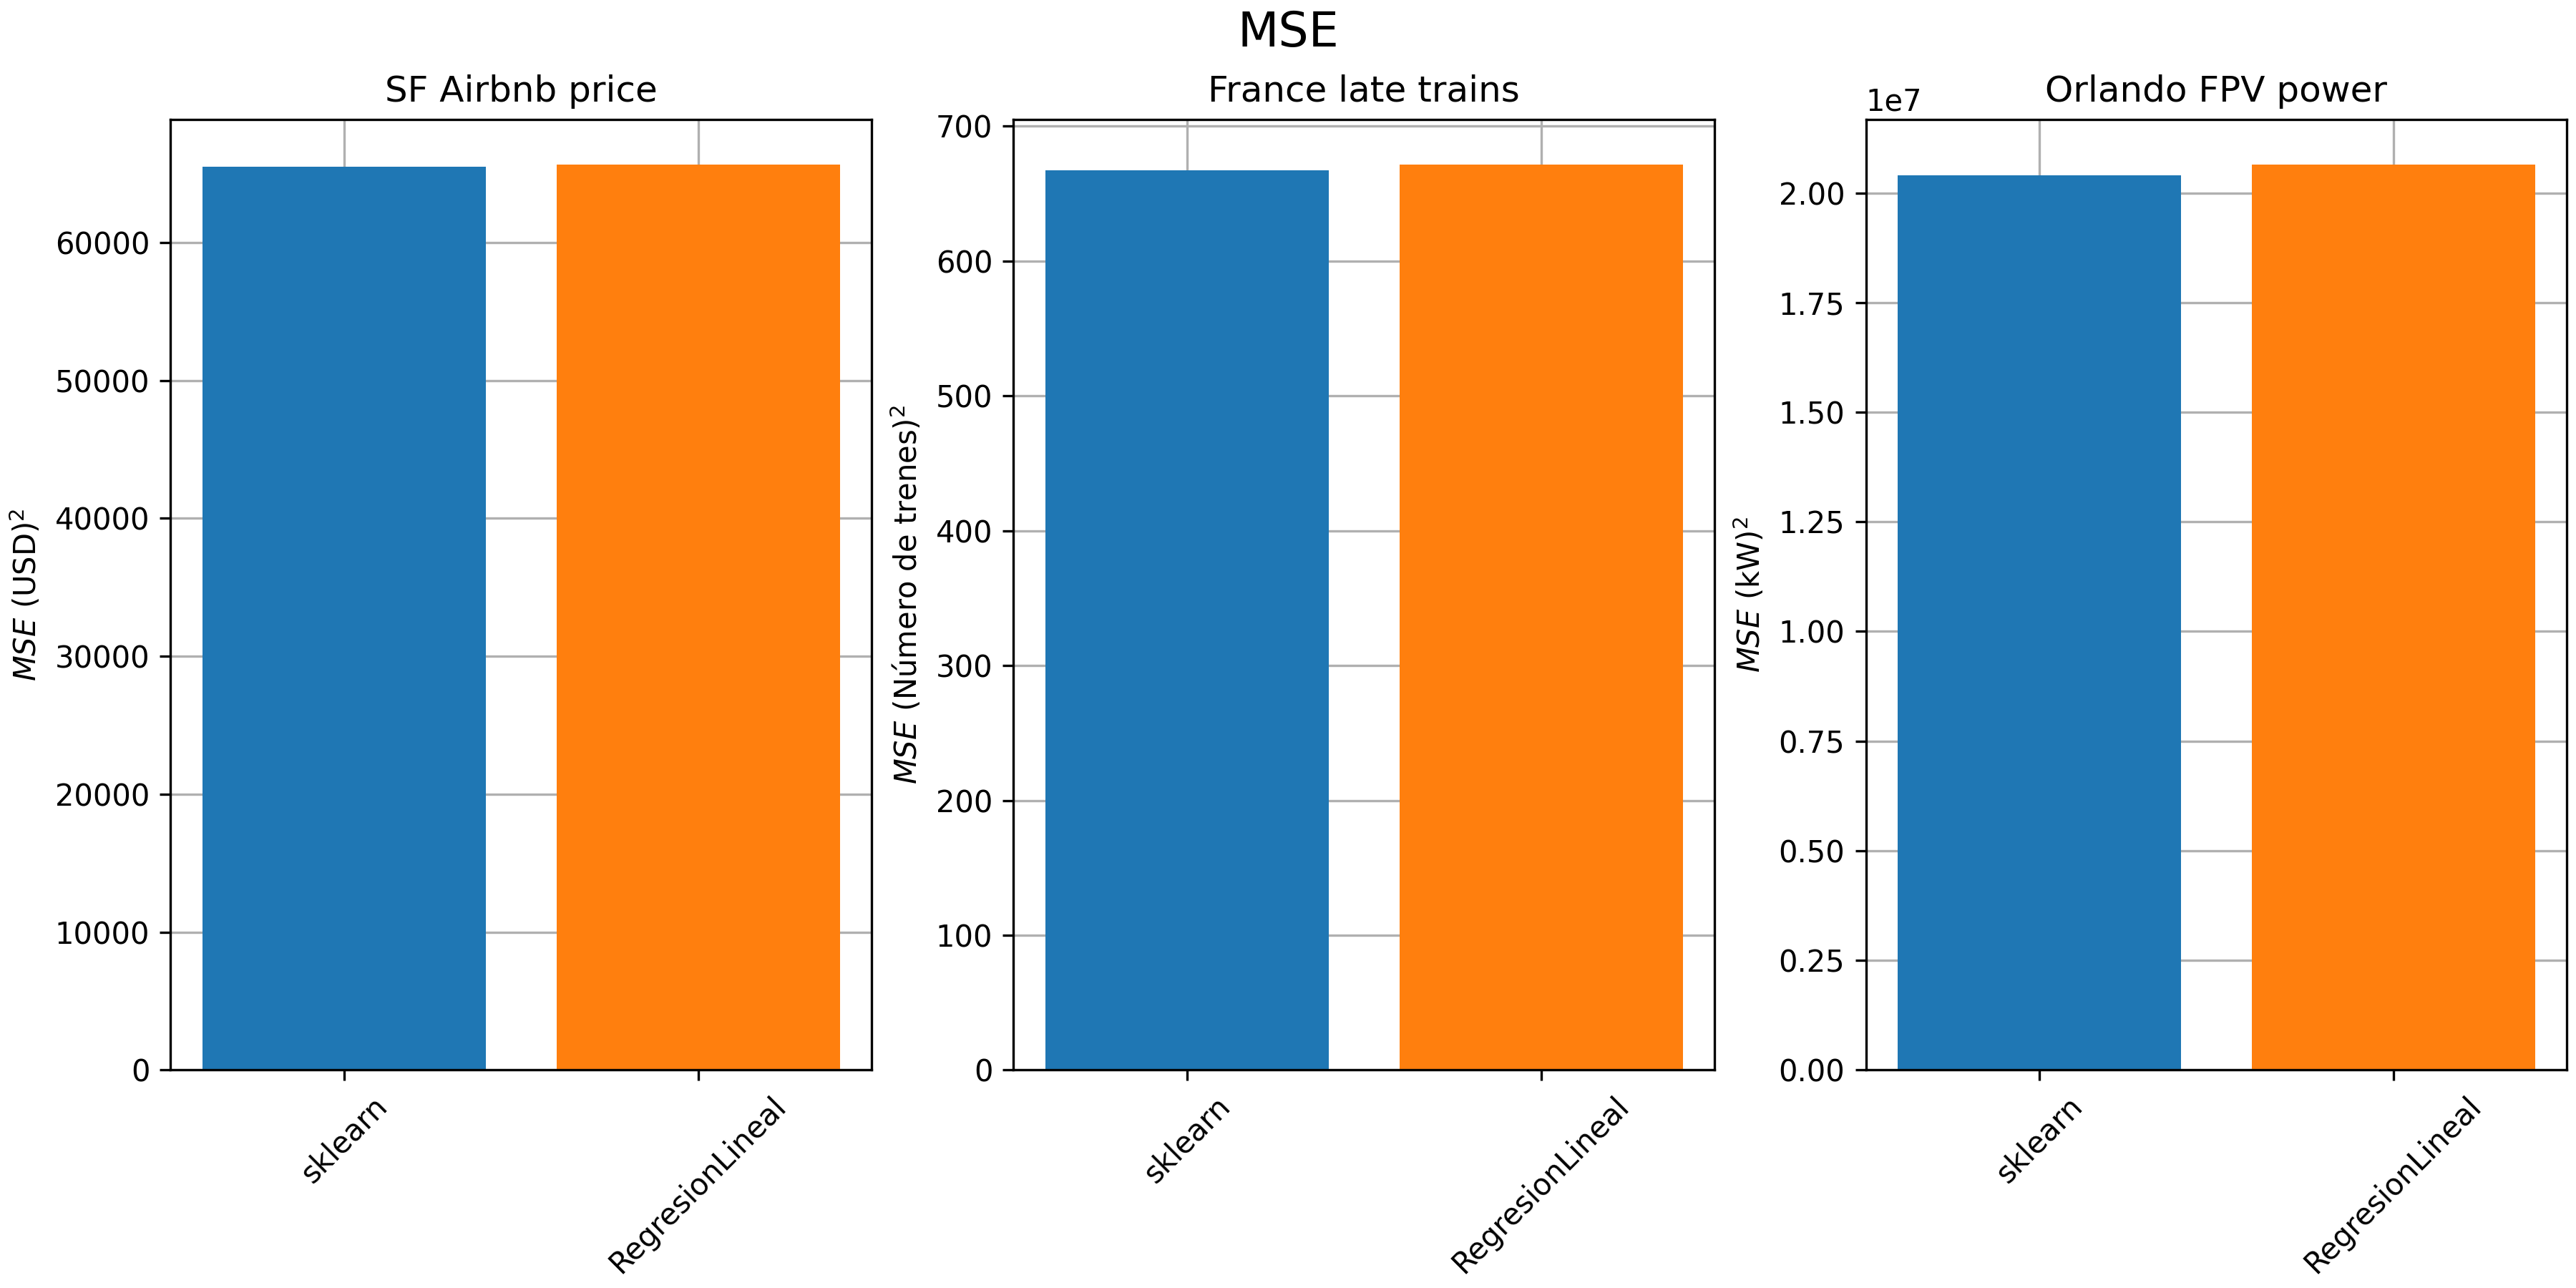 MSE
SF Airbnb price
MSE (USD)²
60000
50000
40000
30000
20000
10000
0
sklearn
RegresionLineal
France late trains
MSE (Número de trenes)²
700
600
500
400
300
200
100
0
sklearn
RegresionLineal
Orlando FPV power
1e7
MSE (kW)²
2.00
1.75
1.50
1.25
1.00
0.75
0.50
0.25
0.00
sklearn
RegresionLineal